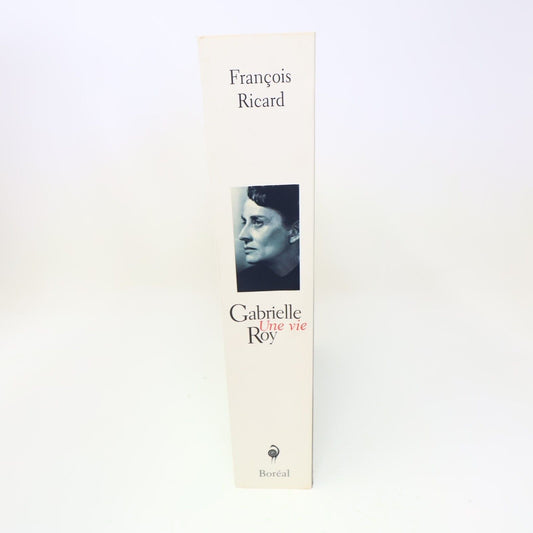 François
Ricard
Gabrielle
Une vie
Roy
Boréal